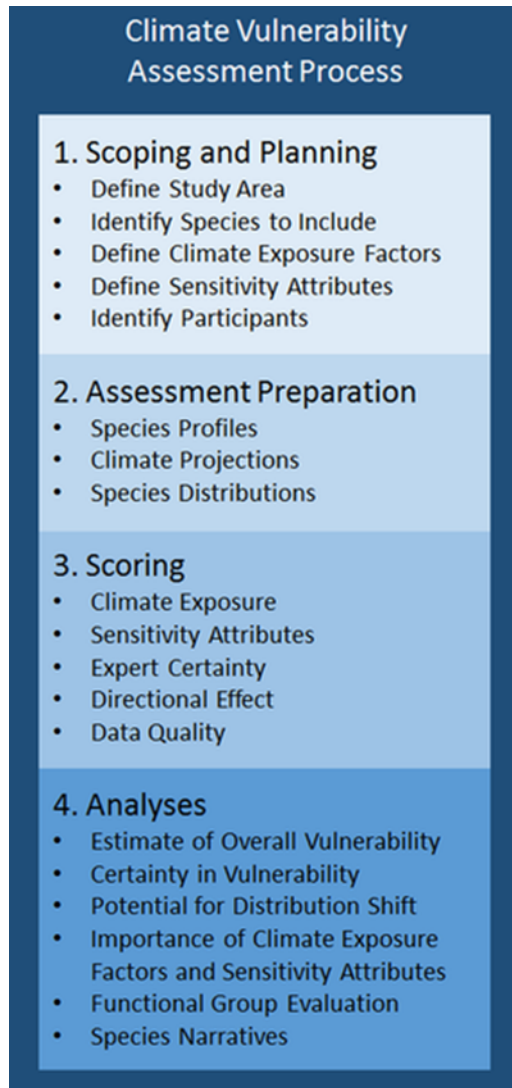 Climate Vulnerability
Assessment Process
1. Scoping and Planning
• Define Study Area
• Identify Species to Include
• Define Climate Exposure Factors
• Define Sensitivity Attributes
• Identify Participants
2. Assessment Preparation
• Species Profiles
• Climate Projections
• Species Distributions
3. Scoring
• Climate Exposure
• Sensitivity Attributes
• Expert Certainty
• Directional Effect
• Data Quality
4. Analyses
• Estimate of Overall Vulnerability
• Certainty in Vulnerability
• Potential for Distribution Shift
• Importance of Climate Exposure
Factors and Sensitivity Attributes
• Functional Group Evaluation
• Species Narratives